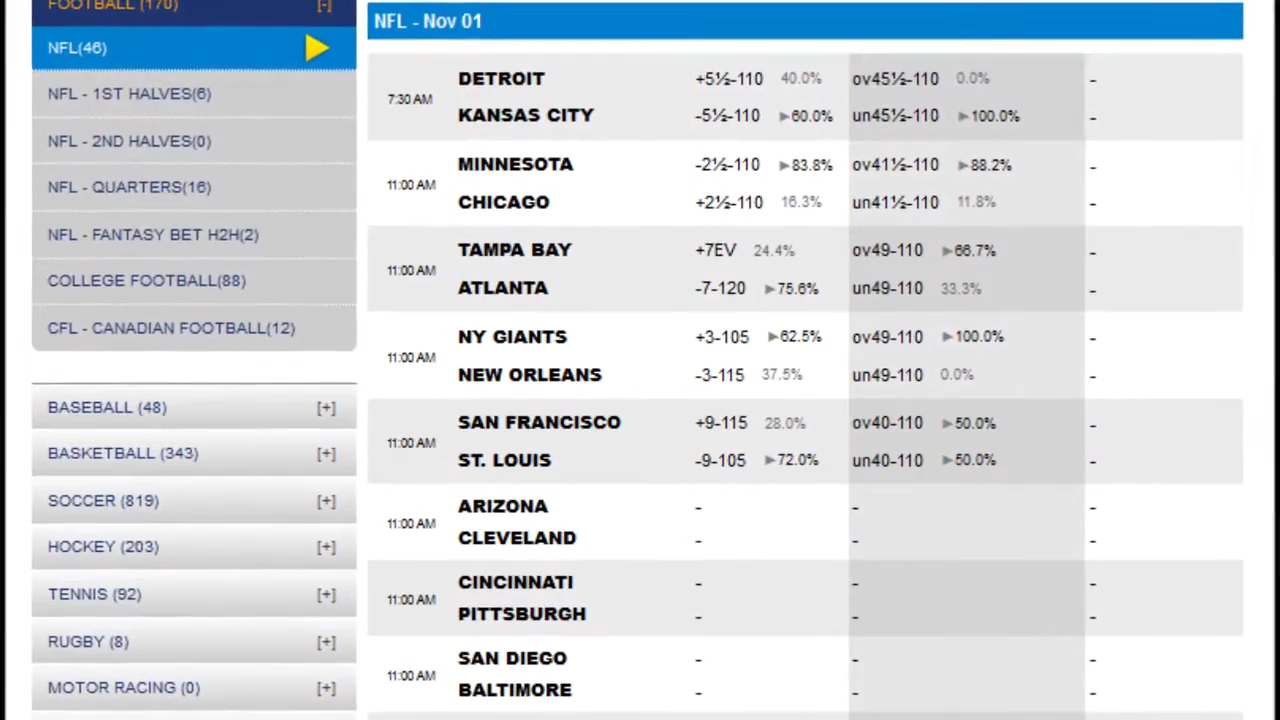 FOOTBALL (170) [-]
NFL(46)
NFL - 1ST HALVES(6)
NFL - 2ND HALVES(0)
NFL - QUARTERS(16)
NFL - FANTASY BET H2H(2)
COLLEGE FOOTBALL(88)
CFL - CANADIAN FOOTBALL(12)
BASEBALL (48) [+]
BASKETBALL (343) [+]
SOCCER (819) [+]
HOCKEY (203) [+]
TENNIS (92) [+]
RUGBY (8) [+]
MOTOR RACING (0) [+]
NFL - Nov 01
7:30 AM
DETROIT +5½-110 40.0% ov45½-110 0.0% -
KANSAS CITY -5½-110 ▶60.0% un45½-110 ▶100.0% -
11:00 AM
MINNESOTA -2½-110 ▶83.8% ov41½-110 ▶88.2% -
CHICAGO +2½-110 16.3% un41½-110 11.8% -
11:00 AM
TAMPA BAY +7EV 24.4% ov49-110 ▶66.7% -
ATLANTA -7-120 ▶75.6% un49-110 33.3% -
11:00 AM
NY GIANTS +3-105 ▶62.5% ov49-110 ▶100.0% -
NEW ORLEANS -3-115 37.5% un49-110 0.0% -
11:00 AM
SAN FRANCISCO +9-115 28.0% ov40-110 ▶50.0% -
ST. LOUIS -9-105 ▶72.0% un40-110 ▶50.0% -
11:00 AM
ARIZONA - - -
CLEVELAND - - -
11:00 AM
CINCINNATI - - -
PITTSBURGH - - -
11:00 AM
SAN DIEGO - - -
BALTIMORE - - -